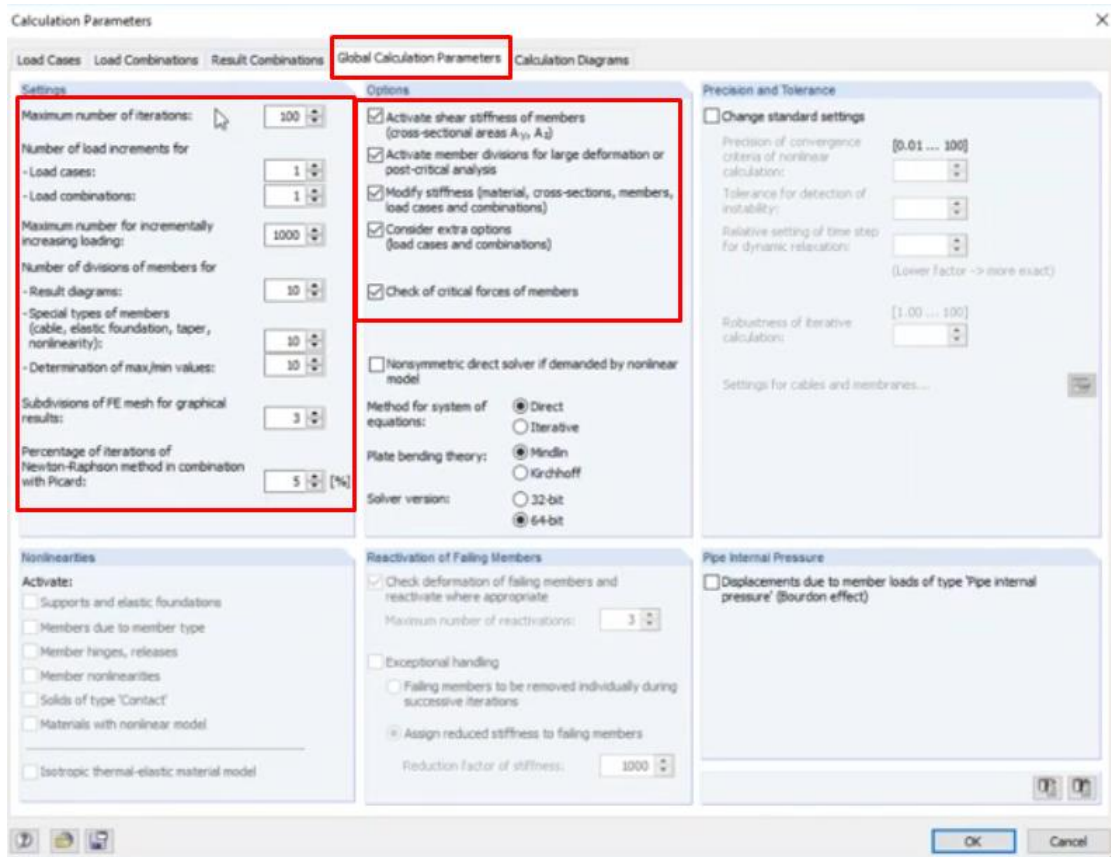 Calculation Parameters
Load Cases Load Combinations Result Combinations Global Calculation Parameters Calculation Diagrams
Settings
Maximum number of iterations: 100
Number of load increments for
- Load cases: 1
- Load combinations: 1
Maximum number for incrementally
increasing loading: 1000
Number of divisions of members for
- Result diagrams: 10
- Special types of members
(cable, elastic foundation, taper,
nonlinearity): 10
- Determination of max/min values: 10
Subdivisions of FE mesh for graphical
results: 3
Percentage of iterations of
Newton-Raphson method in combination
with Picard: 5 [%]
Options
Activate shear stiffness of members
(cross-sectional areas Ay, Az)
Activate member divisions for large deformation or
post-critical analysis
Modify stiffness (material, cross-sections, members,
load cases and combinations)
Consider extra options
(load cases and combinations)
Check of critical forces of members
Nonsymmetric direct solver if demanded by nonlinear
model
Method for system of
equations:
Direct
Iterative
Plate bending theory:
Mindlin
Kirchhoff
Solver version:
32-bit
64-bit
Precision and Tolerance
Change standard settings
Precision of convergence
criteria of nonlinear
calculation:
[0.01 ... 100]
Tolerance for detection of
instability:
Relative setting of time step
for dynamic relaxation:
(Lower factor -> more exact)
[1.00 ... 100]
Robustness of iterative
calculation:
Settings for cables and membranes...
Nonlinearities
Activate:
Supports and elastic foundations
Members due to member type
Member hinges, releases
Member nonlinearities
Solids of type 'Contact'
Materials with nonlinear model
Isotropic thermal-elastic material model
Reactivation of Failing Members
Check deformation of failing members and
reactivate where appropriate
Maximum number of reactivations: 3
Exceptional handling
Failing members to be removed individually during
successive iterations
Assign reduced stiffness to failing members
Reduction factor of stiffness: 1000
Pipe Internal Pressure
Displacements due to member loads of type 'Pipe internal
pressure' (Bourdon effect)
OK Cancel